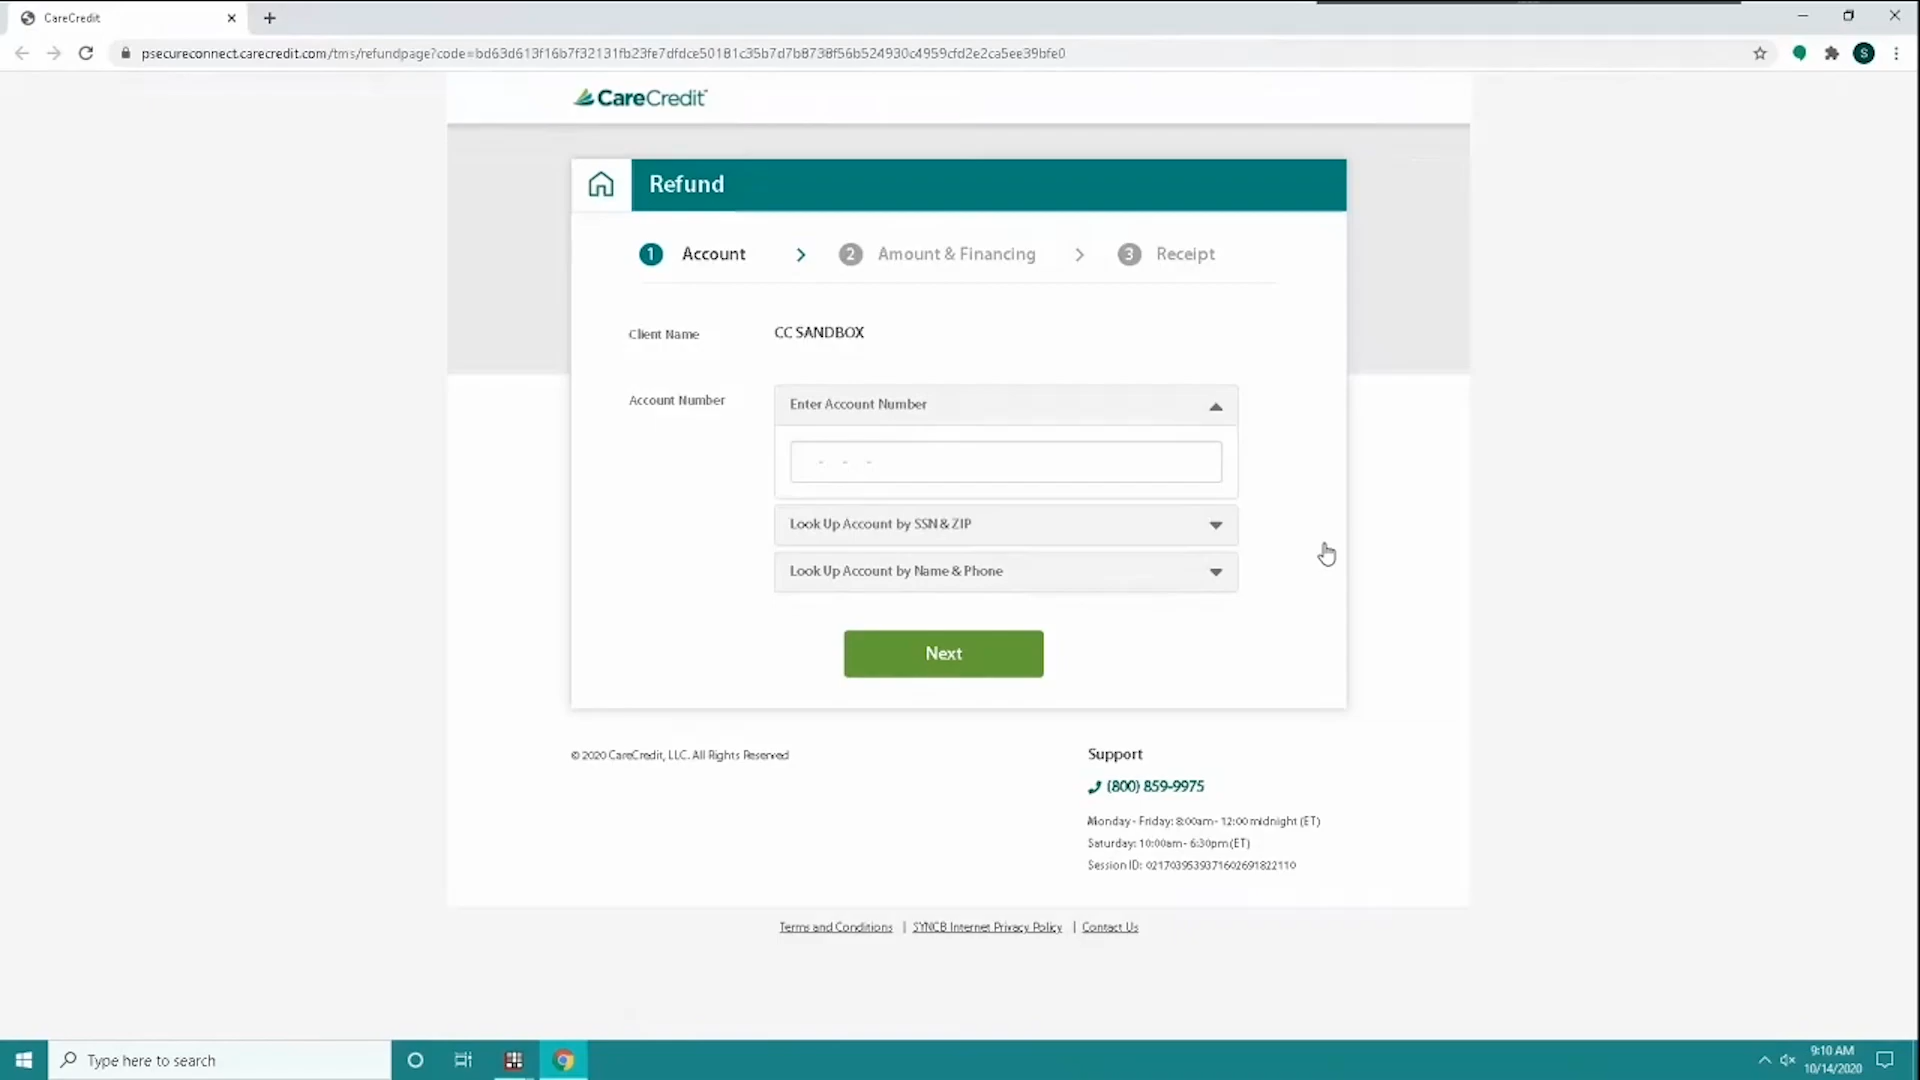 CareCredit
psecureconnect.carecredit.com/tms/refundpage?code=bd63d613f16b7f32131fb23fe7dfdce50181c35b7d7b8738f56b524930c4959cfd2e2ca5ee39bfe0
S
CareCredit
Refund
1 Account > 2 Amount & Financing > 3 Receipt
Client Name CC SANDBOX
Account Number Enter Account Number
- - -
Look Up Account by SSN & ZIP
Look Up Account by Name & Phone
Next
© 2020 CareCredit, LLC. All Rights Reserved
Support
(800) 859-9975
Monday - Friday: 8:00am - 12:00 midnight (ET)
Saturday: 10:00am - 6:30pm (ET)
Session ID: 0217039539371602691822110
Terms and Conditions | SYNCB Internet Privacy Policy | Contact Us
Type here to search
9:10 AM
10/14/2020